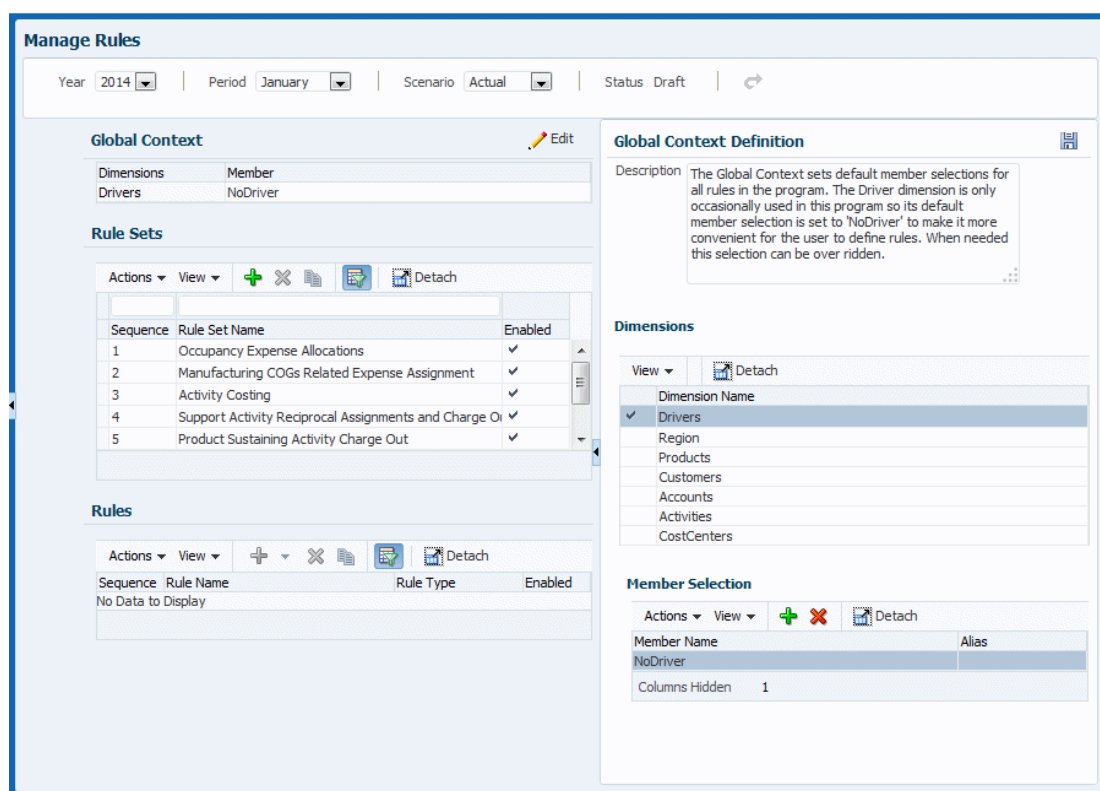 Manage Rules
Year 2014 Period January Scenario Actual Status Draft
Global Context Edit
Dimensions Member
Drivers NoDriver
Rule Sets
Actions View Detach
Sequence Rule Set Name Enabled
1 Occupancy Expense Allocations
2 Manufacturing COGs Related Expense Assignment
3 Activity Costing
4 Support Activity Reciprocal Assignments and Charge
5 Product Sustaining Activity Charge Out
Rules
Actions View Detach
Sequence Rule Name Rule Type Enabled
No Data to Display
Global Context Definition
Description
The Global Context sets default member selections for
all rules in the program. The Driver dimension is only
occasionally used in this program so its default
member selection is set to 'NoDriver' to make it more
convenient for the user to define rules. When needed
this selection can be over ridden.
Dimensions
View Detach
Dimension Name
Drivers
Region
Products
Customers
Accounts
Activities
CostCenters
Member Selection
Actions View Detach
Member Name Alias
NoDriver
Columns Hidden 1